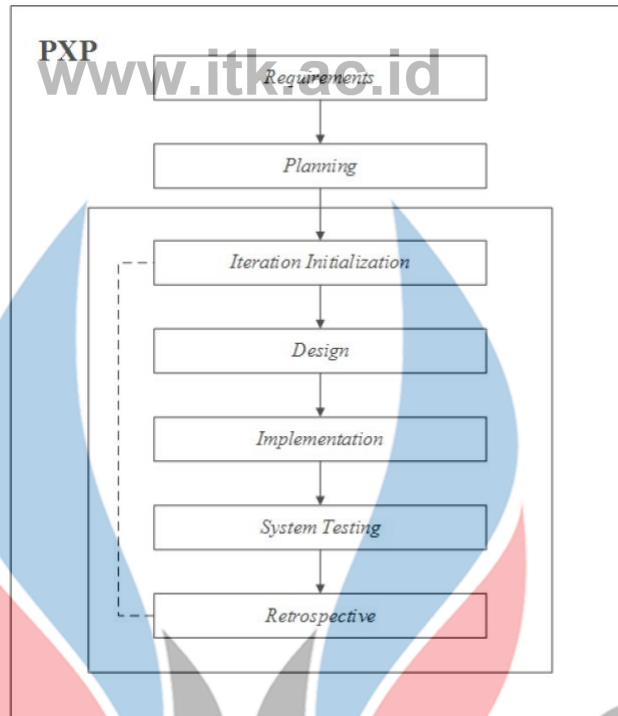 PXP
www.itk.ac.id
Requirements
Planning
Iteration Initialization
Design
Implementation
System Testing
Retrospective